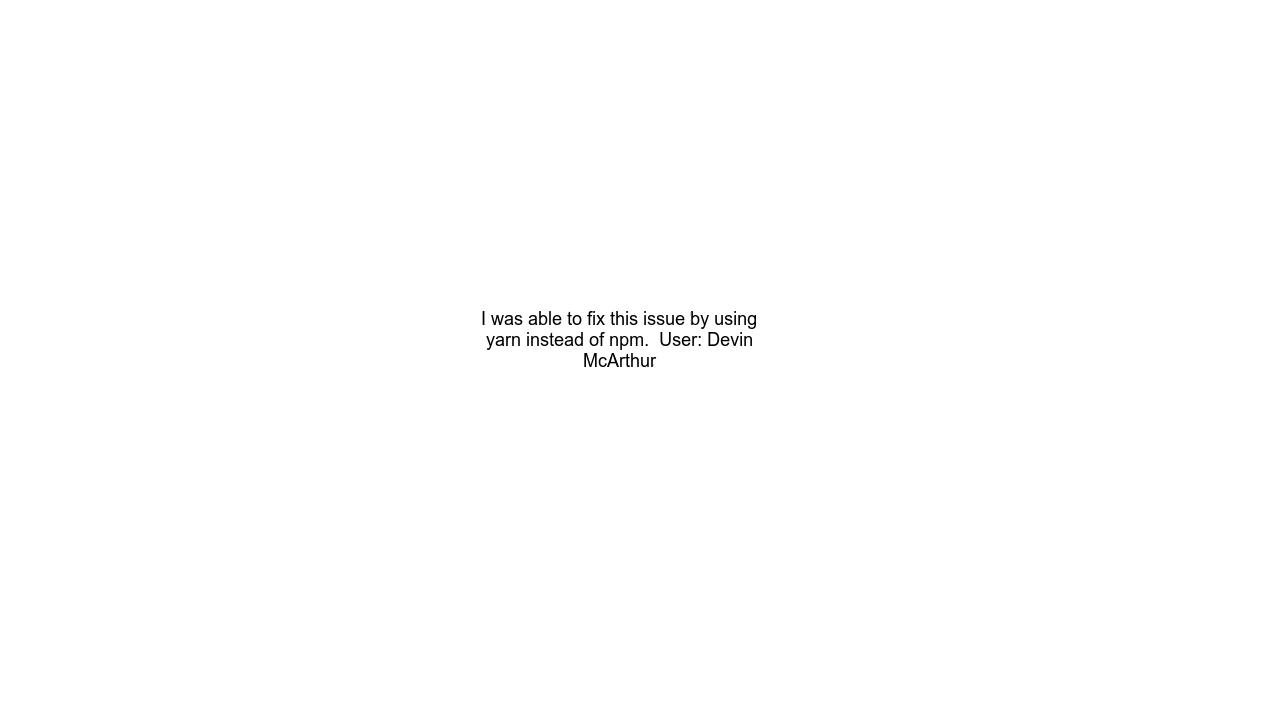 I was able to fix this issue by using
yarn instead of npm.  User: Devin
McArthur